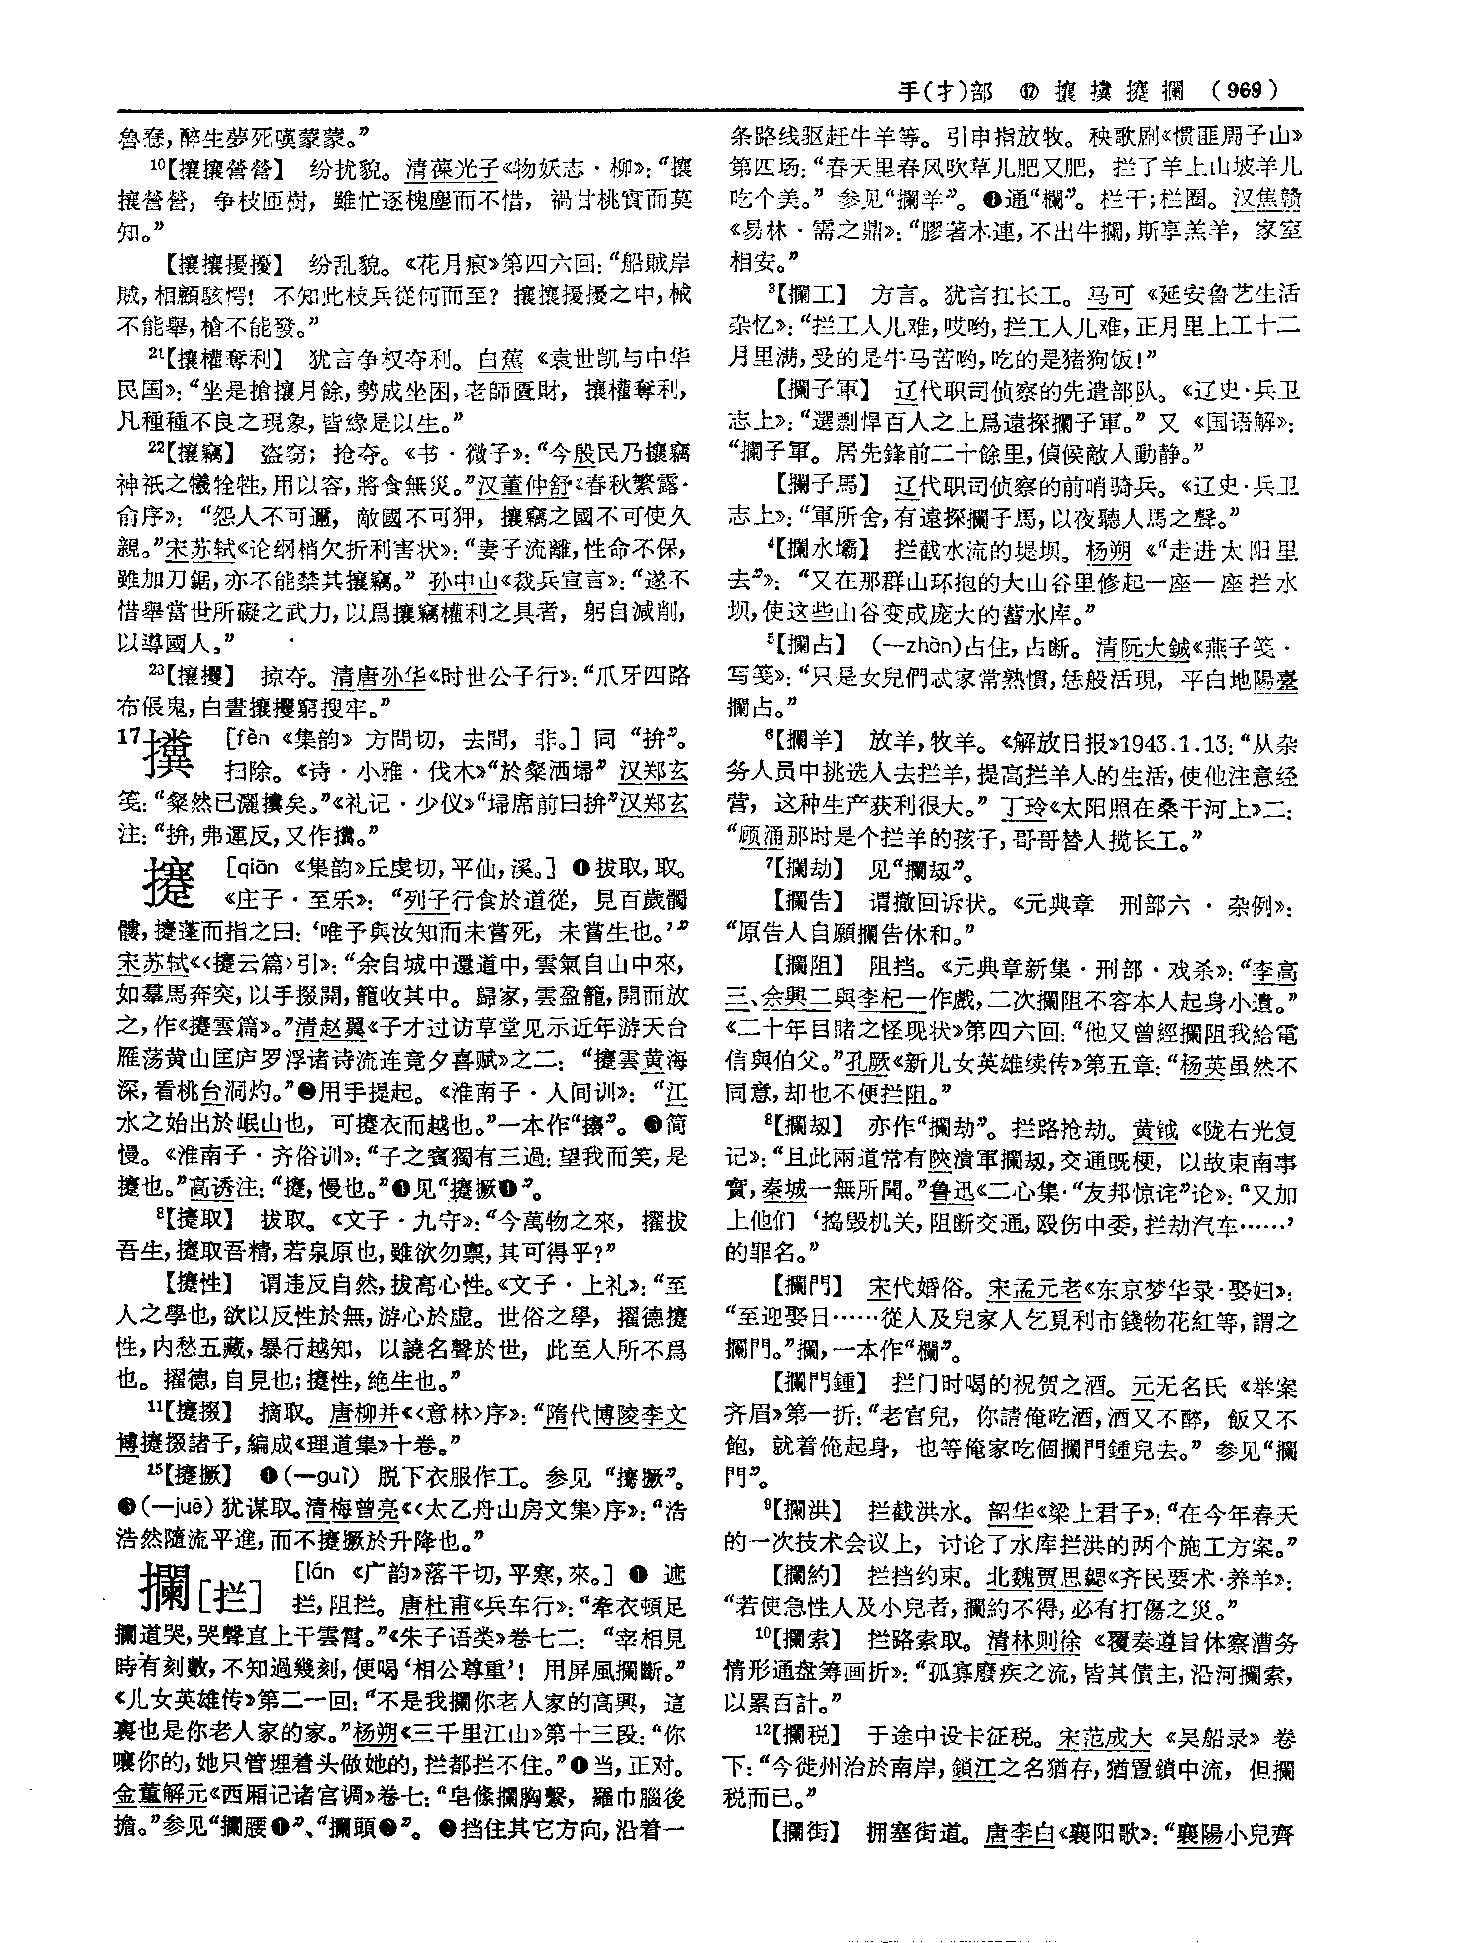 手(扌)部 ⑰ 攘 㩳 攓 攔 (969)
魯惷,醉生夢死嘆蒙蒙。”
10【攘攘營營】 纷扰貌。清葆光子《物妖志·柳》:“攘
攘營營,争枝匝樹,雖忙逐槐塵而不惜,禍甘桃實而莫
知。”
【攘攘擾擾】 纷乱貌。《花月痕》第四六回:“船賊岸
賊,相顧駭愕!不知此枝兵從何而至?攘攘擾擾之中,械
不能舉,槍不能發。”
21【攘權奪利】 犹言争权夺利。白蕉《袁世凯与中华
民国》:“坐是搶攘月餘,勢成坐困,老師匱財,攘權奪利,
凡種種不良之現象,皆緣是以生。”
22【攘竊】 盗窃;抢夺。《书·微子》:“今殷民乃攘竊
神祇之犧牷牲,用以容,將食無災。”汉董仲舒《春秋繁露·
俞序》:“怨人不可邇,敵國不可狎,攘竊之國不可使久
親。”宋苏轼《论纲梢欠折利害状》:“妻子流離,性命不保,
雖加刀鋸,亦不能禁其攘竊。”孙中山《裁兵宣言》:“遂不
惜舉當世所礙之武力,以爲攘竊權利之具者,躬自減削,
以導國人。”
23【攘攫】 掠夺。清唐孙华《时世公子行》:“爪牙四路
布倀鬼,白晝攘攫窮搜牢。”
17 [fèn《集韵》方問切,去問,非。]同“拚”。
扫除。《诗·小雅·伐木》“於粲洒埽”汉郑玄
笺:“粲然已灑㩳矣。”《礼记·少仪》“埽席前曰拚”汉郑玄
注:“拚,弗運反,又作㩳。”
攓 [qiān《集韵》丘虔切,平仙,溪。]❶拔取,取。
《庄子·至乐》:“列子行食於道從,見百歲髑
髏,攓蓬而指之曰:‘唯予與汝知而未嘗死,未嘗生也。’”
宋苏轼《〈攓云篇〉引》:“余自城中還道中,雲氣自山中來,
如羣馬奔突,以手掇開,籠收其中。歸家,雲盈籠,開而放
之,作《攓雲篇》。”清赵翼《子才过访草堂见示近年游天台
雁荡黄山匡庐罗浮诸诗流连竟夕喜赋》之二:“攓雲黄海
深,看桃台洞灼。”❷用手提起。《淮南子·人间训》:“江
水之始出於岷山也,可攓衣而越也。”一本作“攐”。❸简
慢。《淮南子·齐俗训》:“子之賓獨有三過:望我而笑,是
攓也。”高诱注:“攓,慢也。”❹见“攓撅❶”。
8【攓取】 拔取。《文子·九守》:“今萬物之來,擢拔
吾生,攓取吾精,若泉原也,雖欲勿禀,其可得乎?”
【攓性】 谓违反自然,拔高心性。《文子·上礼》:“至
人之學也,欲以反性於無,游心於虚。世俗之學,擢德攓
性,内愁五藏,暴行越知,以譊名聲於世,此至人所不爲
也。擢德,自見也;攓性,絶生也。”
11【攓掇】 摘取。唐柳并《〈意林〉序》:“隋代博陵李文
博攓掇諸子,編成《理道集》十卷。”
15【攓撅】 ❶(—guì)脱下衣服作工。参见“搴撅”。
❷(—juē)犹谋取。清梅曾亮《〈太乙舟山房文集〉序》:“浩
浩然隨流平進,而不攓撅於升降也。”
攔[拦] [lán《广韵》落干切,平寒,來。]❶遮
拦,阻拦。唐杜甫《兵车行》:“牽衣頓足
攔道哭,哭聲直上干雲霄。”《朱子语类》卷七二:“宰相見
時有刻數,不知過幾刻,便喝‘相公尊重’!用屏風攔斷。”
《儿女英雄传》第二一回:“不是我攔你老人家的高興,這
裏也是你老人家的家。”杨朔《三千里江山》第十三段:“你
嚷你的,她只管埋着头做她的,拦都拦不住。”❷当,正对。
金董解元《西厢记诸宫调》卷七:“皂絛攔胸繫,羅巾腦後
擔。”参见“攔腰❶”、“攔頭❷”。❸挡住其它方向,沿着一
条路线驱赶牛羊等。引申指放牧。秧歌剧《惯匪周子山》
第四场:“春天里春风吹草儿肥又肥,拦了羊上山坡羊儿
吃个美。”参见“攔羊”。❹通“欄”。栏干;栏圈。汉焦赣
《易林·需之鼎》:“膠著木連,不出牛攔,斯享羔羊,家室
相安。”
3【攔工】 方言。犹言扛长工。马可《延安鲁艺生活
杂忆》:“拦工人儿难,哎哟,拦工人儿难,正月里上工十二
月里满,受的是牛马苦哟,吃的是猪狗饭!”
【攔子軍】 辽代职司侦察的先遣部队。《辽史·兵卫
志上》:“選剽悍百人之上爲遠探攔子軍。”又《国语解》:
“攔子軍。居先鋒前二十餘里,偵候敵人動静。”
【攔子馬】 辽代职司侦察的前哨骑兵。《辽史·兵卫
志上》:“軍所舍,有遠探攔子馬,以夜聽人馬之聲。”
4【攔水壩】 拦截水流的堤坝。杨朔《“走进太阳里
去”》:“又在那群山环抱的大山谷里修起一座一座拦水
坝,使这些山谷变成庞大的蓄水库。”
5【攔占】 (—zhàn)占住,占断。清阮大鋮《燕子笺·
写笺》:“只是女兒們忒家常熟慣,恁般活現,平白地陽臺
攔占。”
6【攔羊】 放羊,牧羊。《解放日报》1943.1.13:“从杂
务人员中挑选人去拦羊,提高拦羊人的生活,使他注意经
营,这种生产获利很大。”丁玲《太阳照在桑干河上》二:
“顾涌那时是个拦羊的孩子,哥哥替人揽长工。”
7【攔劫】 见“攔刼”。
【攔告】 谓撤回诉状。《元典章 刑部六·杂例》:
“原告人自願攔告休和。”
【攔阻】 阻挡。《元典章新集·刑部·戏杀》:“李高
三、余興二與李杞一作戲,二次攔阻不容本人起身小遺。”
《二十年目睹之怪现状》第四六回:“他又曾經攔阻我給電
信與伯父。”孔厥《新儿女英雄续传》第五章:“杨英虽然不
同意,却也不便拦阻。”
8【攔刼】 亦作“攔劫”。拦路抢劫。黄钺《陇右光复
记》:“且此兩道常有陝潰軍攔刼,交通既梗,以故東南事
實,秦城一無所聞。”鲁迅《二心集·“友邦惊诧”论》:“又加
上他们‘捣毁机关,阻断交通,殴伤中委,拦劫汽车……’
的罪名。”
【攔門】 宋代婚俗。宋孟元老《东京梦华录·娶妇》:
“至迎娶日……從人及兒家人乞覓利市錢物花紅等,謂之
攔門。”攔,一本作“欄”。
【攔門鍾】 拦门时喝的祝贺之酒。元无名氏《举案
齐眉》第一折:“老官兒,你請俺吃酒,酒又不醉,飯又不
飽,就着俺起身,也等俺家吃個攔門鍾兒去。”参见“攔
門”。
9【攔洪】 拦截洪水。韶华《梁上君子》:“在今年春天
的一次技术会议上,讨论了水库拦洪的两个施工方案。”
【攔約】 拦挡约束。北魏贾思勰《齐民要术·养羊》:
“若使急性人及小兒者,攔約不得,必有打傷之災。”
10【攔索】 拦路索取。清林则徐《覆奏遵旨体察漕务
情形通盘筹画折》:“孤寡廢疾之流,皆其債主,沿河攔索,
以累百計。”
12【攔税】 于途中设卡征税。宋范成大《吴船录》卷
下:“今徙州治於南岸,鎖江之名猶存,猶置鎖中流,但攔
税而已。”
【攔街】 拥塞街道。唐李白《襄阳歌》:“襄陽小兒齊